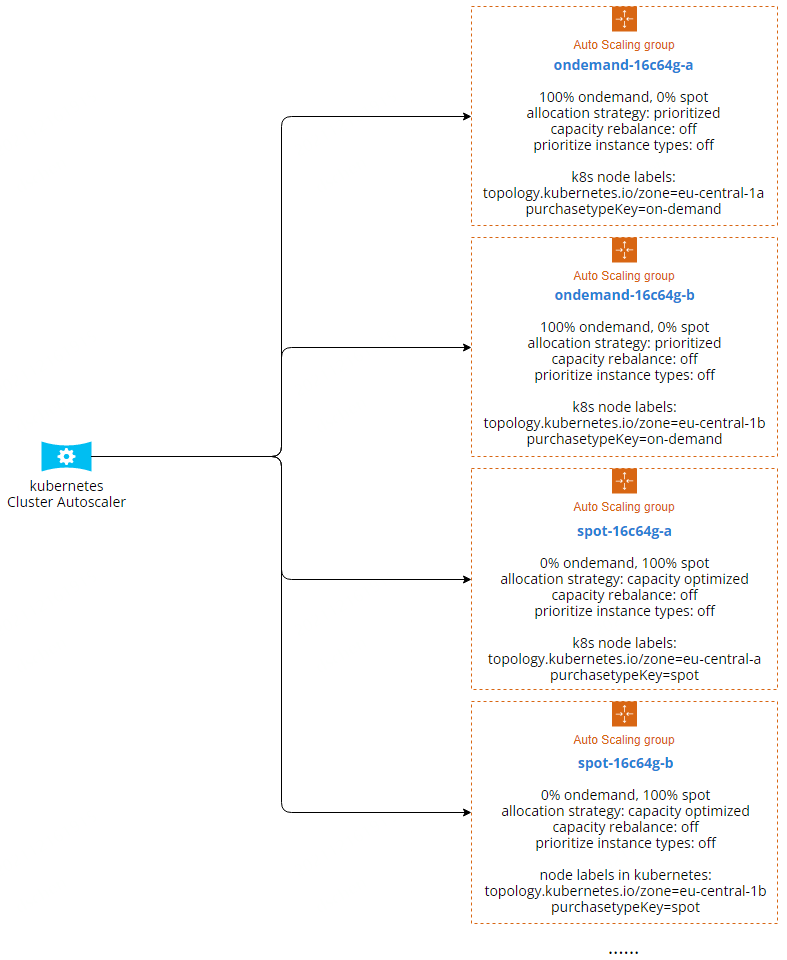 Auto Scaling group
ondemand-16c64g-a
100% ondemand, 0% spot
allocation strategy: prioritized
capacity rebalance: off
prioritize instance types: off
k8s node labels:
topology.kubernetes.io/zone=eu-central-1a
purchasetypeKey=on-demand
Auto Scaling group
ondemand-16c64g-b
100% ondemand, 0% spot
allocation strategy: prioritized
capacity rebalance: off
prioritize instance types: off
k8s node labels:
topology.kubernetes.io/zone=eu-central-1b
purchasetypeKey=on-demand
kubernetes
Cluster Autoscaler
Auto Scaling group
spot-16c64g-a
0% ondemand, 100% spot
allocation strategy: capacity optimized
capacity rebalance: off
prioritize instance types: off
k8s node labels:
topology.kubernetes.io/zone=eu-central-a
purchasetypeKey=spot
Auto Scaling group
spot-16c64g-b
0% ondemand, 100% spot
allocation strategy: capacity optimized
capacity rebalance: off
prioritize instance types: off
node labels in kubernetes:
topology.kubernetes.io/zone=eu-central-1b
purchasetypeKey=spot
......